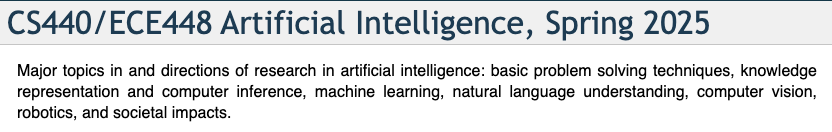 CS440/ECE448 Artificial Intelligence, Spring 2025
Major topics in and directions of research in artificial intelligence: basic problem solving techniques, knowledge
representation and computer inference, machine learning, natural language understanding, computer vision,
robotics, and societal impacts.